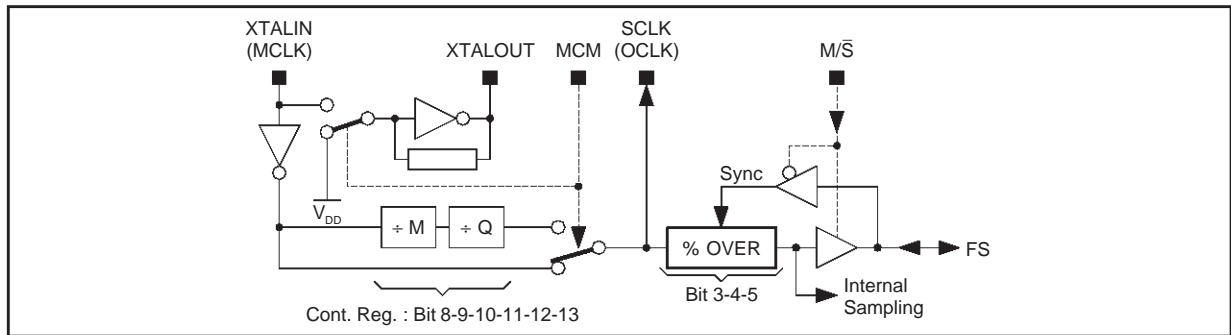 XTALIN
(MCLK)
XTALOUT
MCM
SCLK
(OCLK)
M/S̅
Sync
VDD
÷ M
÷ Q
% OVER
FS
Bit 3-4-5
Internal
Sampling
Cont. Reg. : Bit 8-9-10-11-12-13